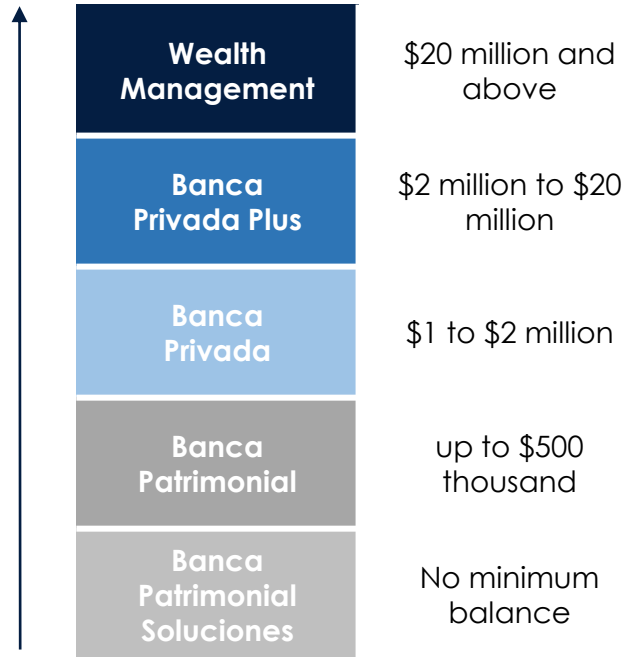 Wealth
Management
$20 million and
above
Banca
Privada Plus
$2 million to $20
million
Banca
Privada
$1 to $2 million
Banca
Patrimonial
up to $500
thousand
Banca
Patrimonial
Soluciones
No minimum
balance